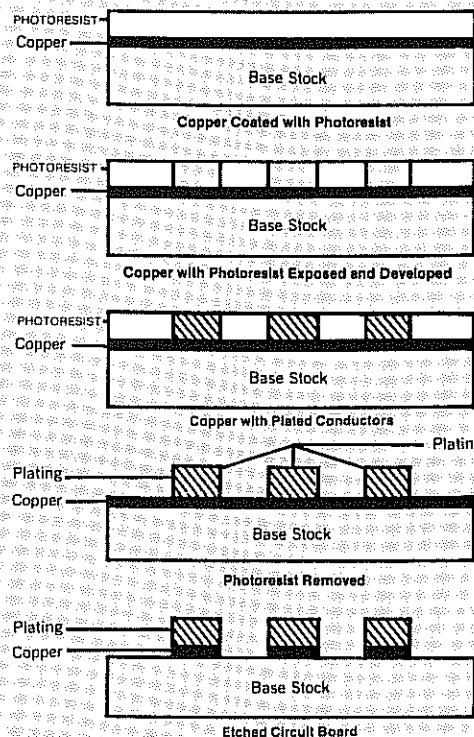 PHOTORESIST
Copper
Base Stock
Copper Coated with Photoresist
PHOTORESIST
Copper
Base Stock
Copper with Photoresist Exposed and Developed
PHOTORESIST
Copper
Base Stock
Copper with Plated Conductors
Platin
Plating
Copper
Base Stock
Photoresist Removed
Plating
Copper
Base Stock
Etched Circuit Board